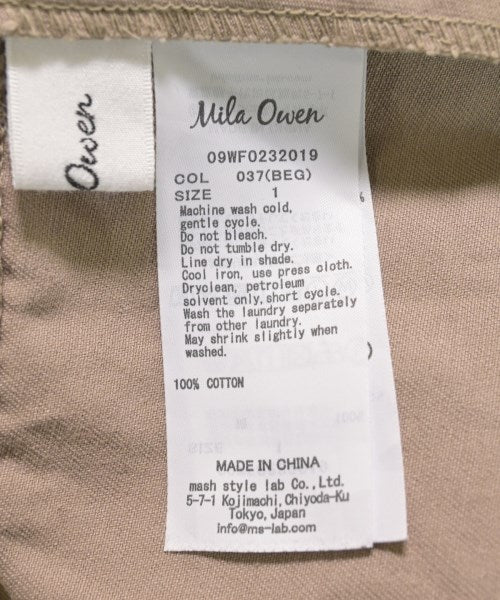 Owen
Mila Owen
09WF0232019
COL 037(BEG)
SIZE 1
Machine wash cold,
gentle cycle.
Do not bleach.
Do not tumble dry.
Line dry in shade.
Cool iron, use press cloth.
Dryclean, petroleum
solvent only, short cycle.
Wash the laundry separately
from other laundry.
May shrink slightly when
washed.
100% COTTON
MADE IN CHINA
mash style lab Co., Ltd.
5-7-1 Kojimachi, Chiyoda-Ku
Tokyo, Japan
info@ms-lab.com